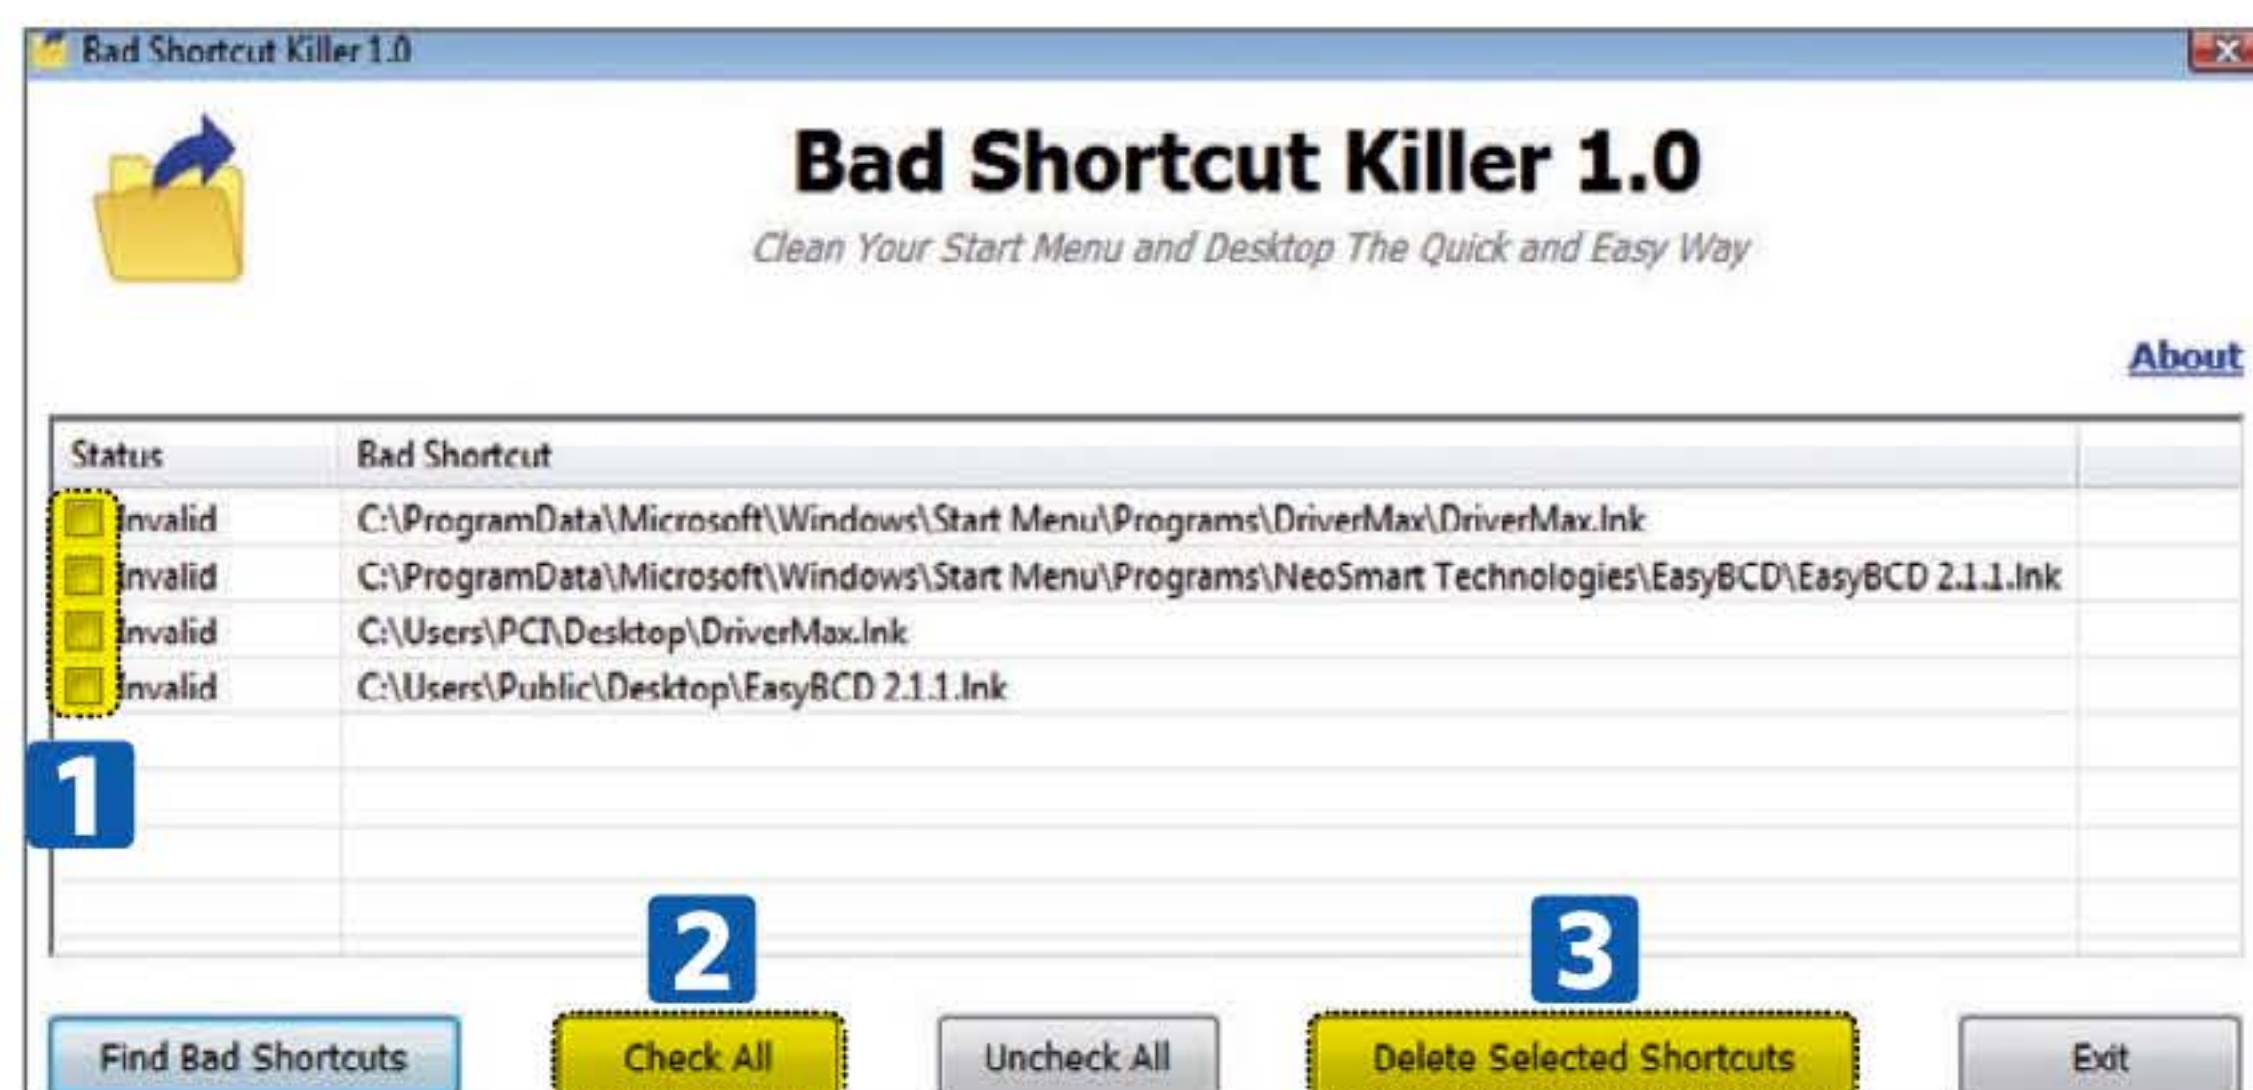 Bad Shortcut Killer 1.0
Bad Shortcut Killer 1.0
Clean Your Start Menu and Desktop The Quick and Easy Way
About
Status Bad Shortcut
Invalid C:\ProgramData\Microsoft\Windows\Start Menu\Programs\DriverMax\DriverMax.lnk
Invalid C:\ProgramData\Microsoft\Windows\Start Menu\Programs\NeoSmart Technologies\EasyBCD\EasyBCD 2.1.1.lnk
Invalid C:\Users\PCI\Desktop\DriverMax.lnk
Invalid C:\Users\Public\Desktop\EasyBCD 2.1.1.lnk
1
2 3
Find Bad Shortcuts Check All Uncheck All Delete Selected Shortcuts Exit